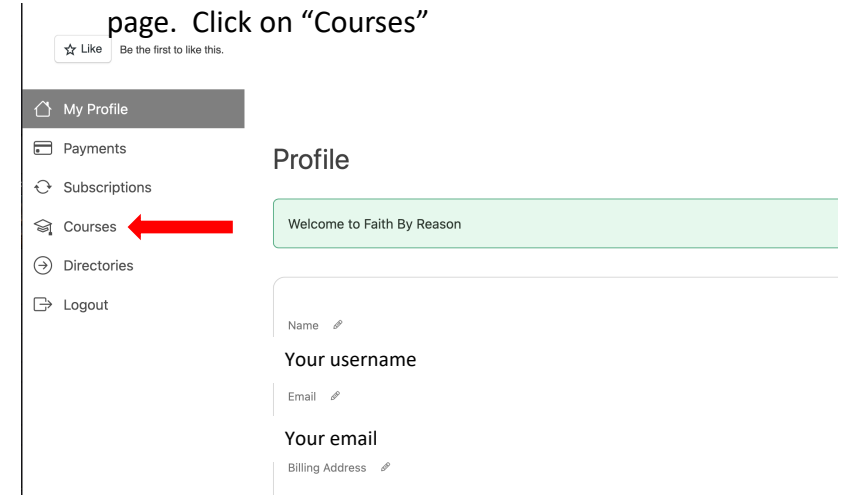 page.  Click on “Courses”
Like
Be the first to like this.
My Profile
Payments
Subscriptions
Courses
Directories
Logout
Profile
Welcome to Faith By Reason
Name
Your username
Email
Your email
Billing Address